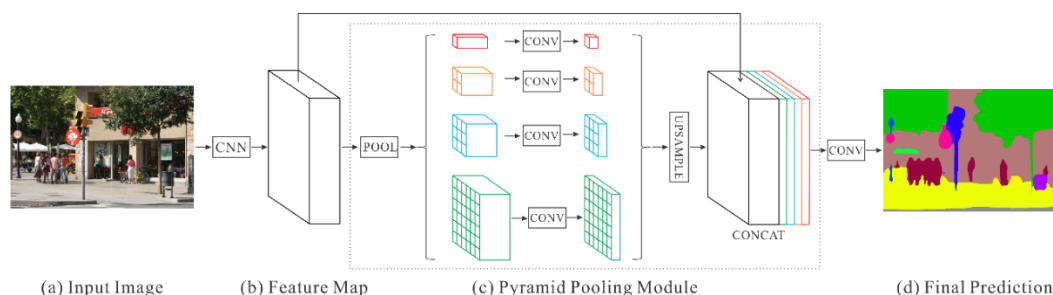 CNN
POOL
CONV
CONV
CONV
CONV
UPSAMPLE
CONCAT
CONV
(a) Input Image
(b) Feature Map
(c) Pyramid Pooling Module
(d) Final Prediction